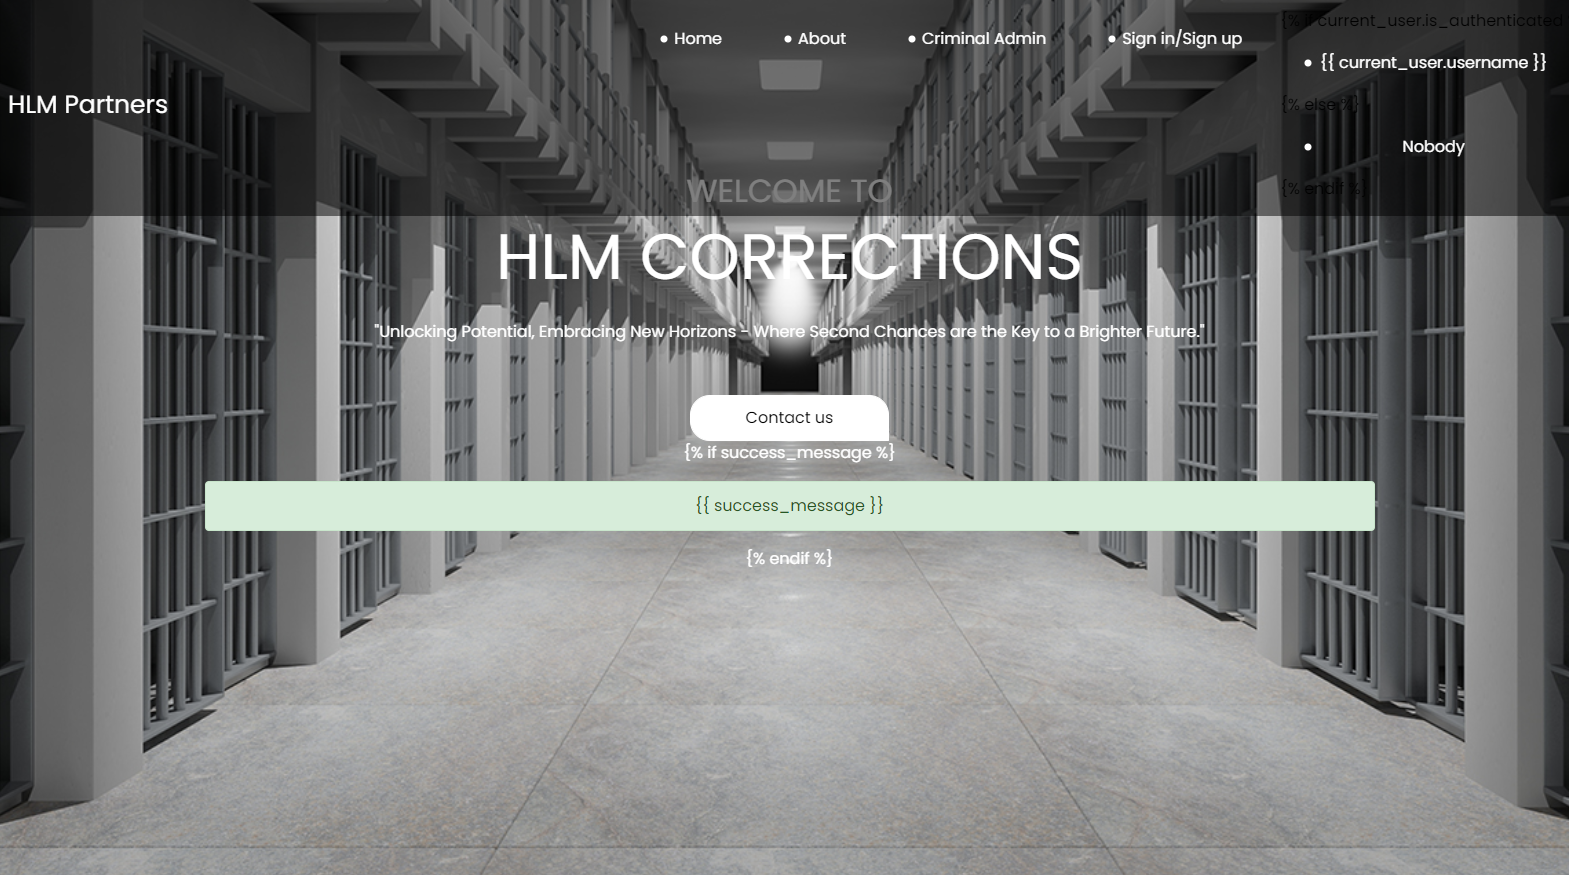 {% if current_user.is_authenticated
Home
About
Criminal Admin
Sign in/Sign up
{{ current_user.username }}
HLM Partners
{% else %}
Nobody
{% endif %}
WELCOME TO
HLM CORRECTIONS
"Unlocking Potential, Embracing New Horizons - Where Second Chances are the Key to a Brighter Future."
Contact us
{% if success_message %}
{{ success_message }}
{% endif %}